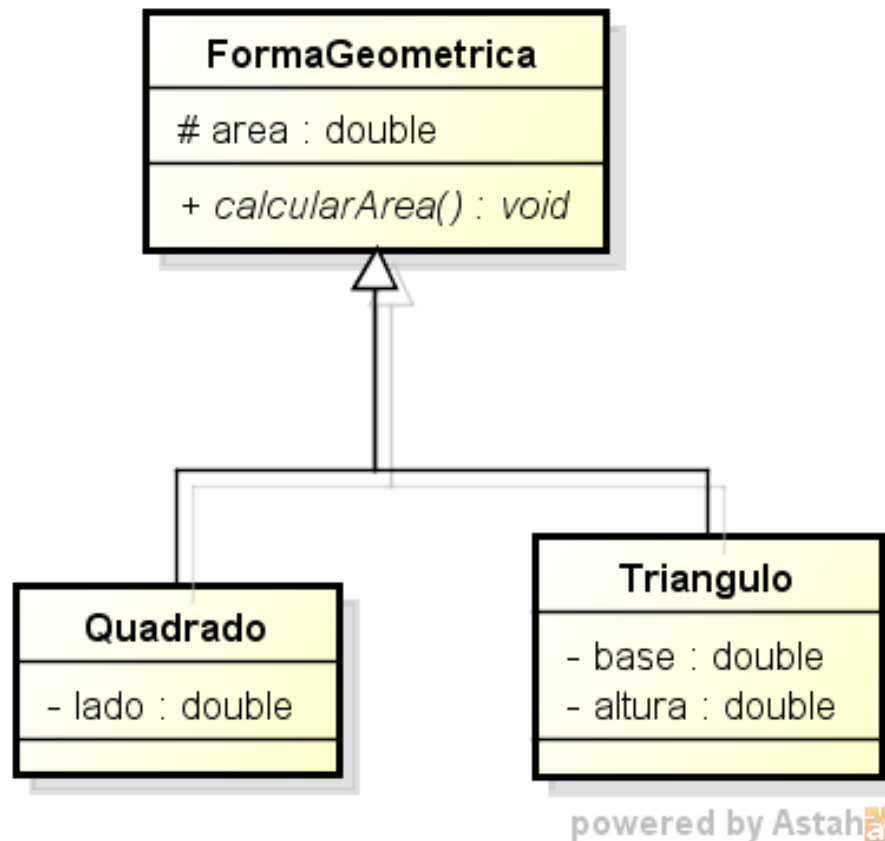 FormaGeometrica
# area : double
+ calcularArea() : void
Quadrado
- lado : double
Triangulo
- base : double
- altura : double
powered by Astah